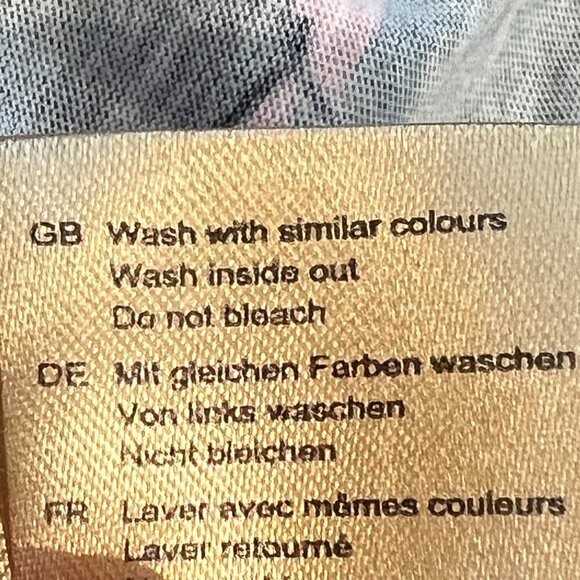 GB Wash with similar colours
Wash inside out
Do not bleach
DE Mit gleichen Farben waschen
Von links waschen
Nicht bleichen
FR Laver avec mêmes couleurs
Laver retourné